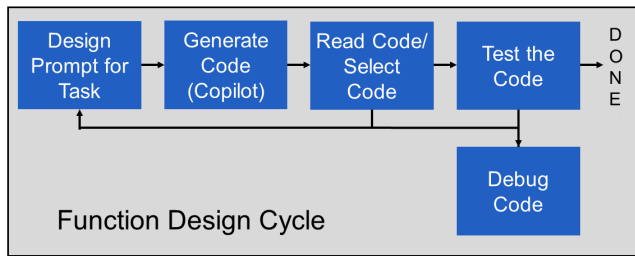 Design
Prompt for
Task
Generate
Code
(Copilot)
Read Code/
Select
Code
Test the
Code
D
O
N
E
Debug
Code
Function Design Cycle